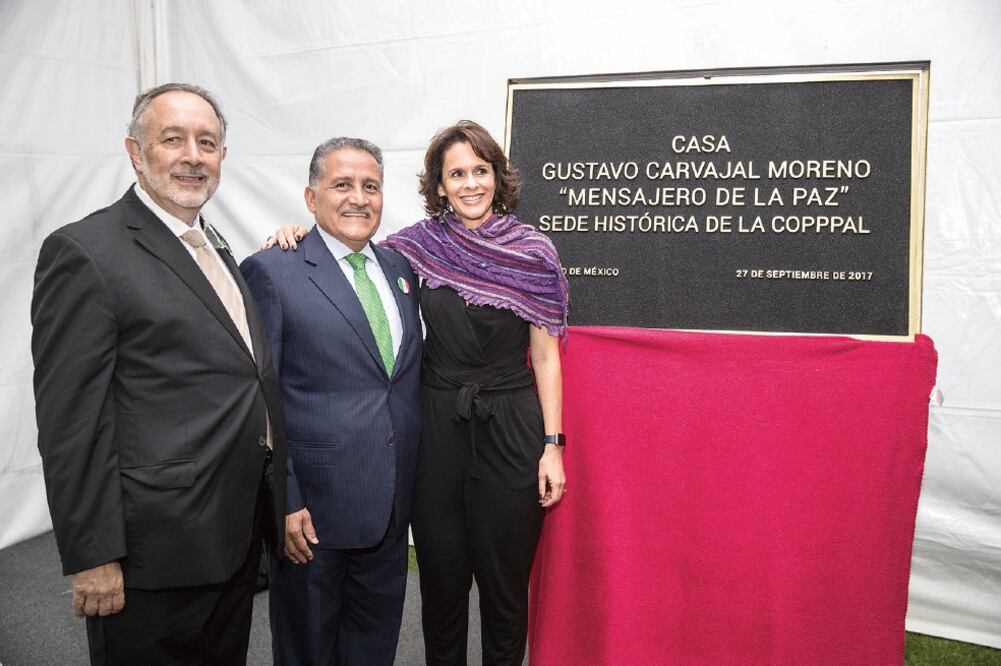 CASA
GUSTAVO CARVAJAL MORENO
“MENSAJERO DE LA PAZ”
SEDE HISTÓRICA DE LA COPPPAL
O DE MÉXICO 27 DE SEPTIEMBRE DE 2017